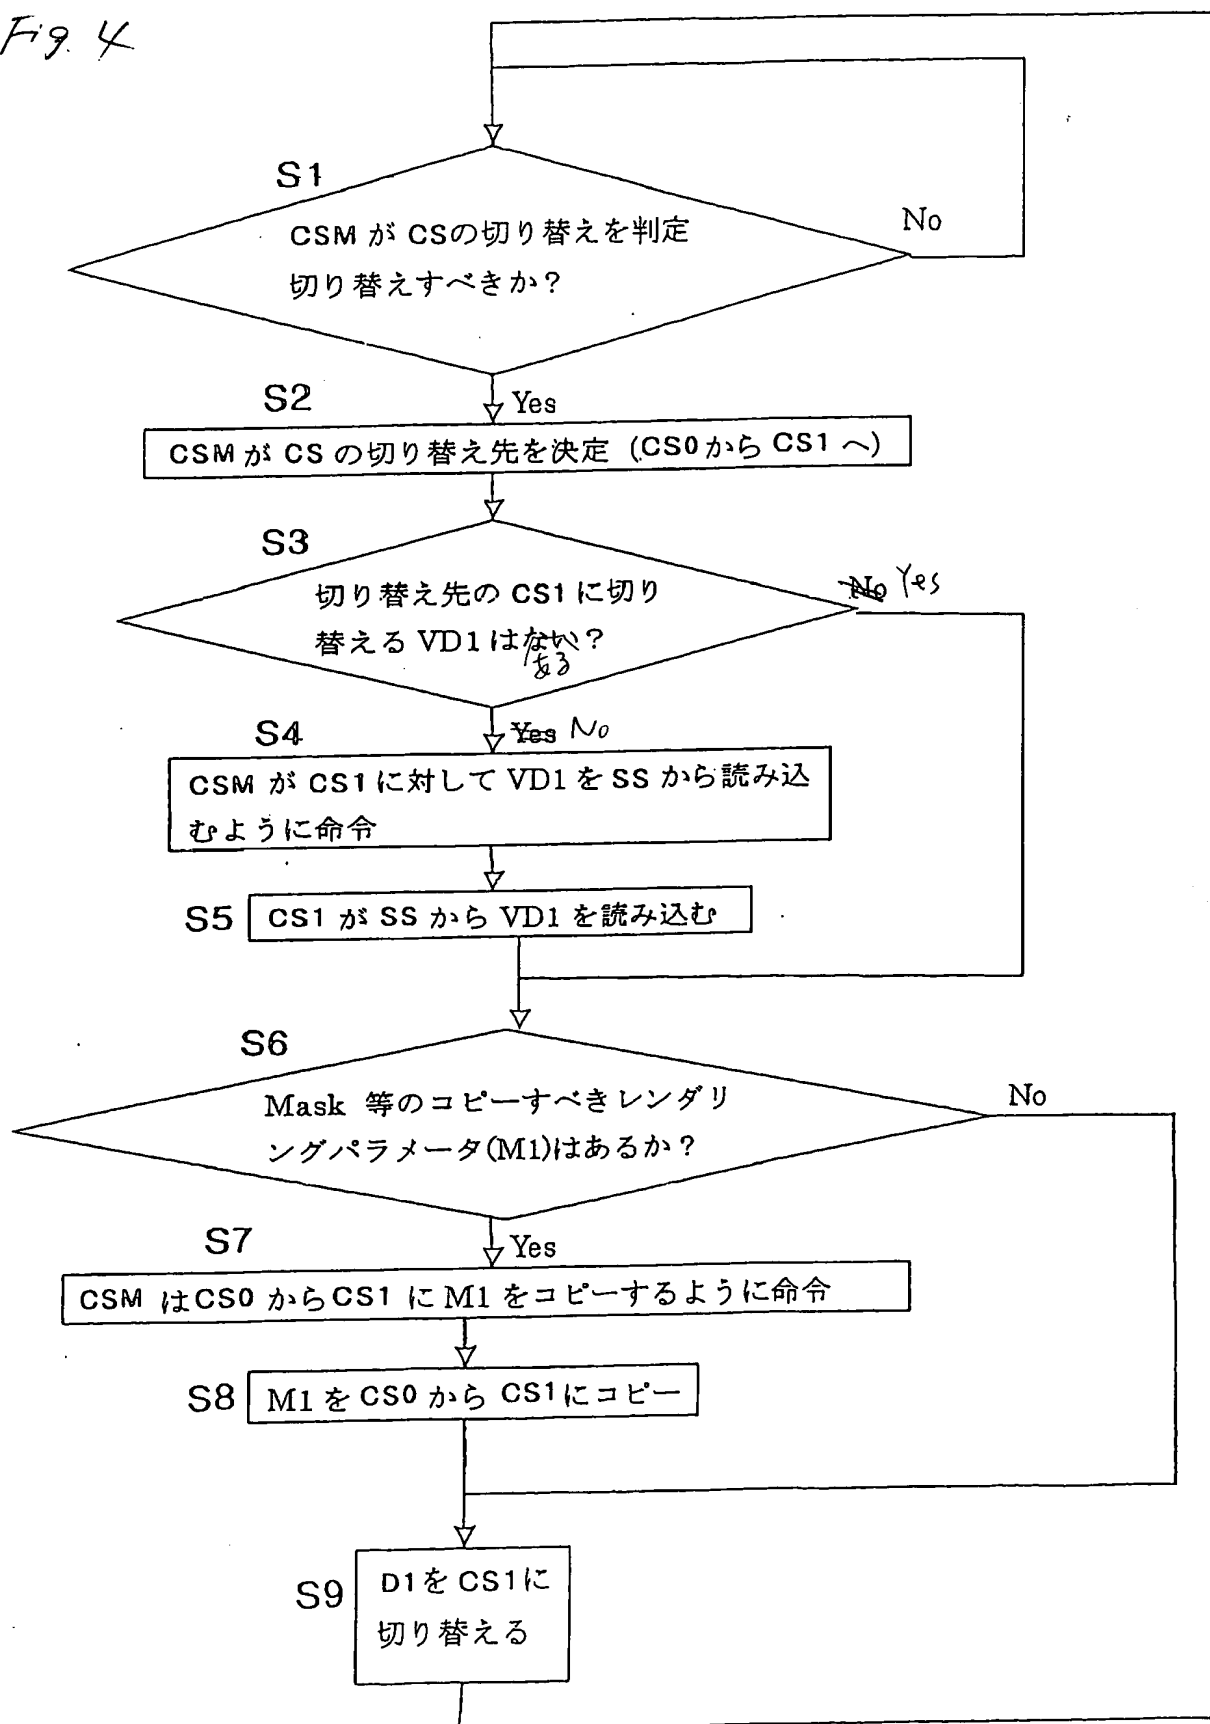 Fig. 4
S1
CSM が CSの切り替えを判定
切り替えすべきか？
No
S2
Yes
CSM が CS の切り替え先を決定 (CS0 から CS1 へ)
S3
切り替え先の CS1 に切り
替える VD1 はない？
ある
No Yes
S4
Yes No
CSM が CS1 に対して VD1 を SS から読み込
むように命令
S5
CS1 が SS から VD1 を読み込む
S6
Mask 等のコピーすべきレンダリ
ングパラメータ(M1)はあるか？
No
S7
Yes
CSM はCS0 からCS1 に M1 をコピーするように命令
S8
M1 を CS0 から CS1にコピー
S9
D1を CS1に
切り替える